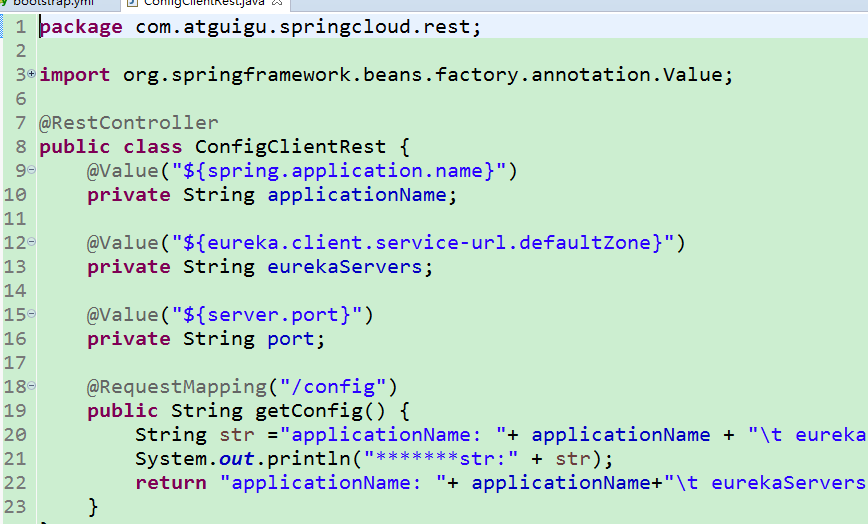 bootstrap.yml ConfigClientRest.java
1 package com.atguigu.springcloud.rest;
2
3 import org.springframework.beans.factory.annotation.Value;
6
7 @RestController
8 public class ConfigClientRest {
9 @Value("${spring.application.name}")
10 private String applicationName;
11
12 @Value("${eureka.client.service-url.defaultZone}")
13 private String eurekaServers;
14
15 @Value("${server.port}")
16 private String port;
17
18 @RequestMapping("/config")
19 public String getConfig() {
20 String str ="applicationName: "+ applicationName + "\t eureka
21 System.out.println("*******str:" + str);
22 return "applicationName: "+ applicationName+"\t eurekaServers
23 }